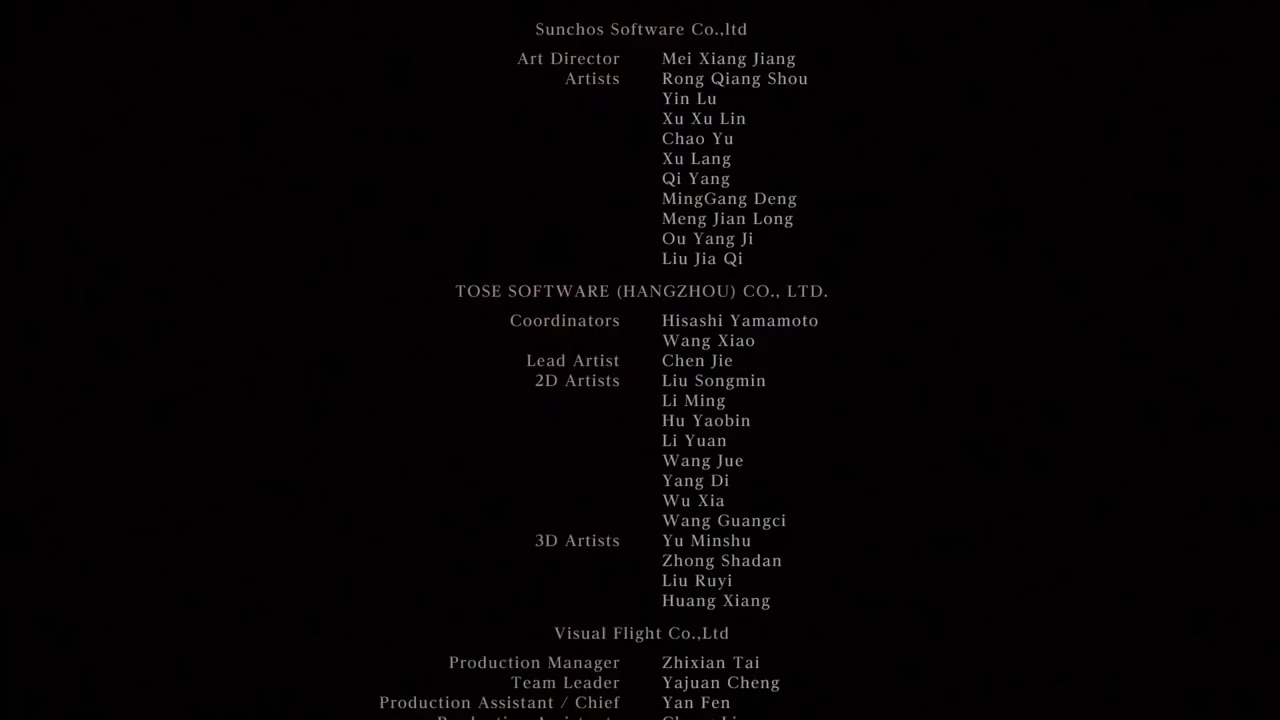 Sunchos Software Co.,ltd
Art Director Mei Xiang Jiang
Artists Rong Qiang Shou
Yin Lu
Xu Xu Lin
Chao Yu
Xu Lang
Qi Yang
MingGang Deng
Meng Jian Long
Ou Yang Ji
Liu Jia Qi
TOSE SOFTWARE (HANGZHOU) CO., LTD.
Coordinators Hisashi Yamamoto
Wang Xiao
Lead Artist Chen Jie
2D Artists Liu Songmin
Li Ming
Hu Yaobin
Li Yuan
Wang Jue
Yang Di
Wu Xia
Wang Guangci
3D Artists Yu Minshu
Zhong Shadan
Liu Ruyi
Huang Xiang
Visual Flight Co.,Ltd
Production Manager Zhixian Tai
Team Leader Yajuan Cheng
Production Assistant / Chief Yan Fen